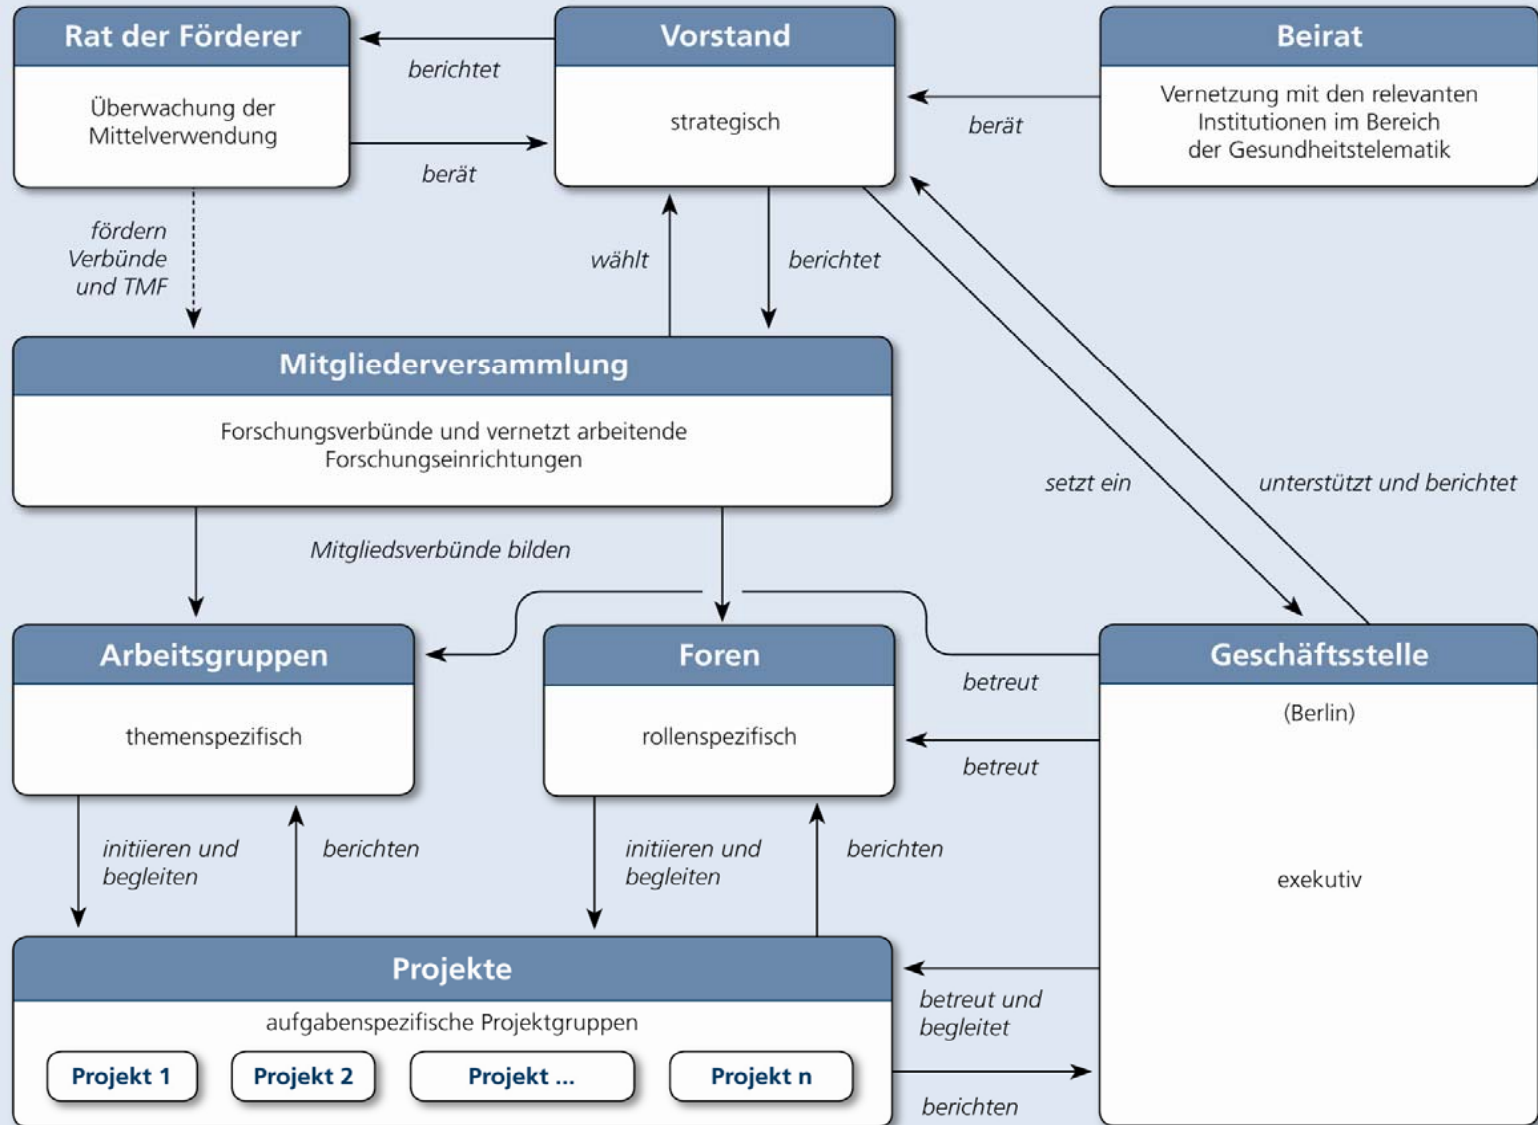 Rat der Förderer
Überwachung der
Mittelverwendung
berichtet
berät
Vorstand
strategisch
berät
Beirat
Vernetzung mit den relevanten
Institutionen im Bereich
der Gesundheitstelematik
fördern
Verbünde
und TMF
wählt
berichtet
Mitgliederversammlung
Forschungsverbünde und vernetzt arbeitende
Forschungseinrichtungen
setzt ein
unterstützt und berichtet
Mitgliedsverbünde bilden
Arbeitsgruppen
themenspezifisch
Foren
rollenspezifisch
betreut
betreut
Geschäftsstelle
(Berlin)
exekutiv
initiieren und
begleiten
berichten
initiieren und
begleiten
berichten
Projekte
aufgabenspezifische Projektgruppen
Projekt 1
Projekt 2
Projekt ...
Projekt n
betreut und
begleitet
berichten